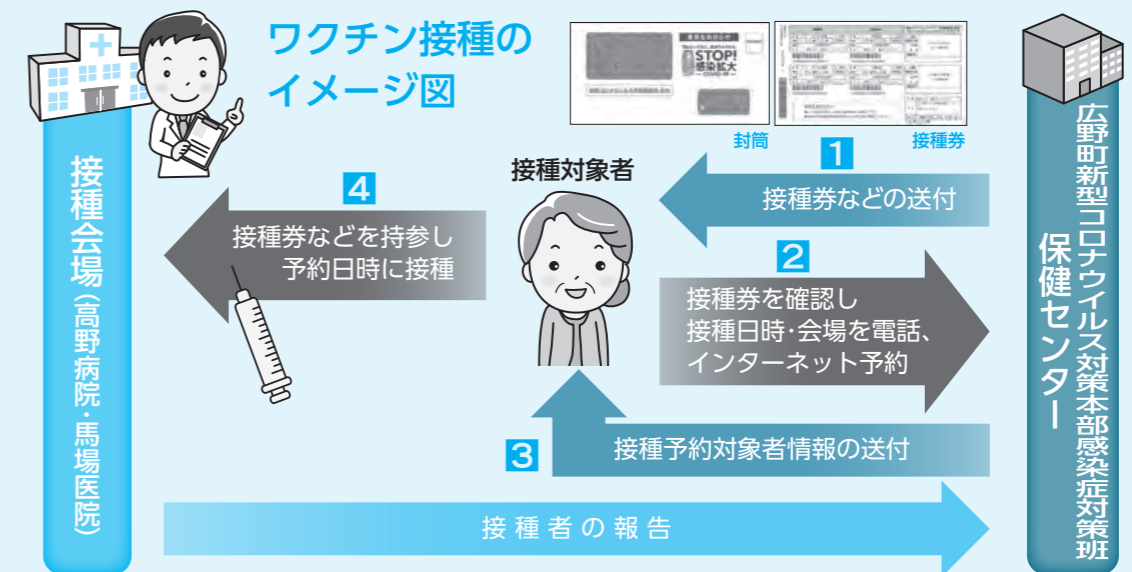 ワクチン接種の
イメージ図
STOP!
感染拡大
COVID-19
封筒
接種券
接種対象者
1
接種券などの送付
2
接種券を確認し
接種日時・会場を電話、
インターネット予約
3
接種予約対象者情報の送付
4
接種券などを持参し
予約日時に接種
接種者の報告
接種会場(高野病院・馬場医院)
広野町新型コロナウイルス対策本部感染症対策班
保健センター